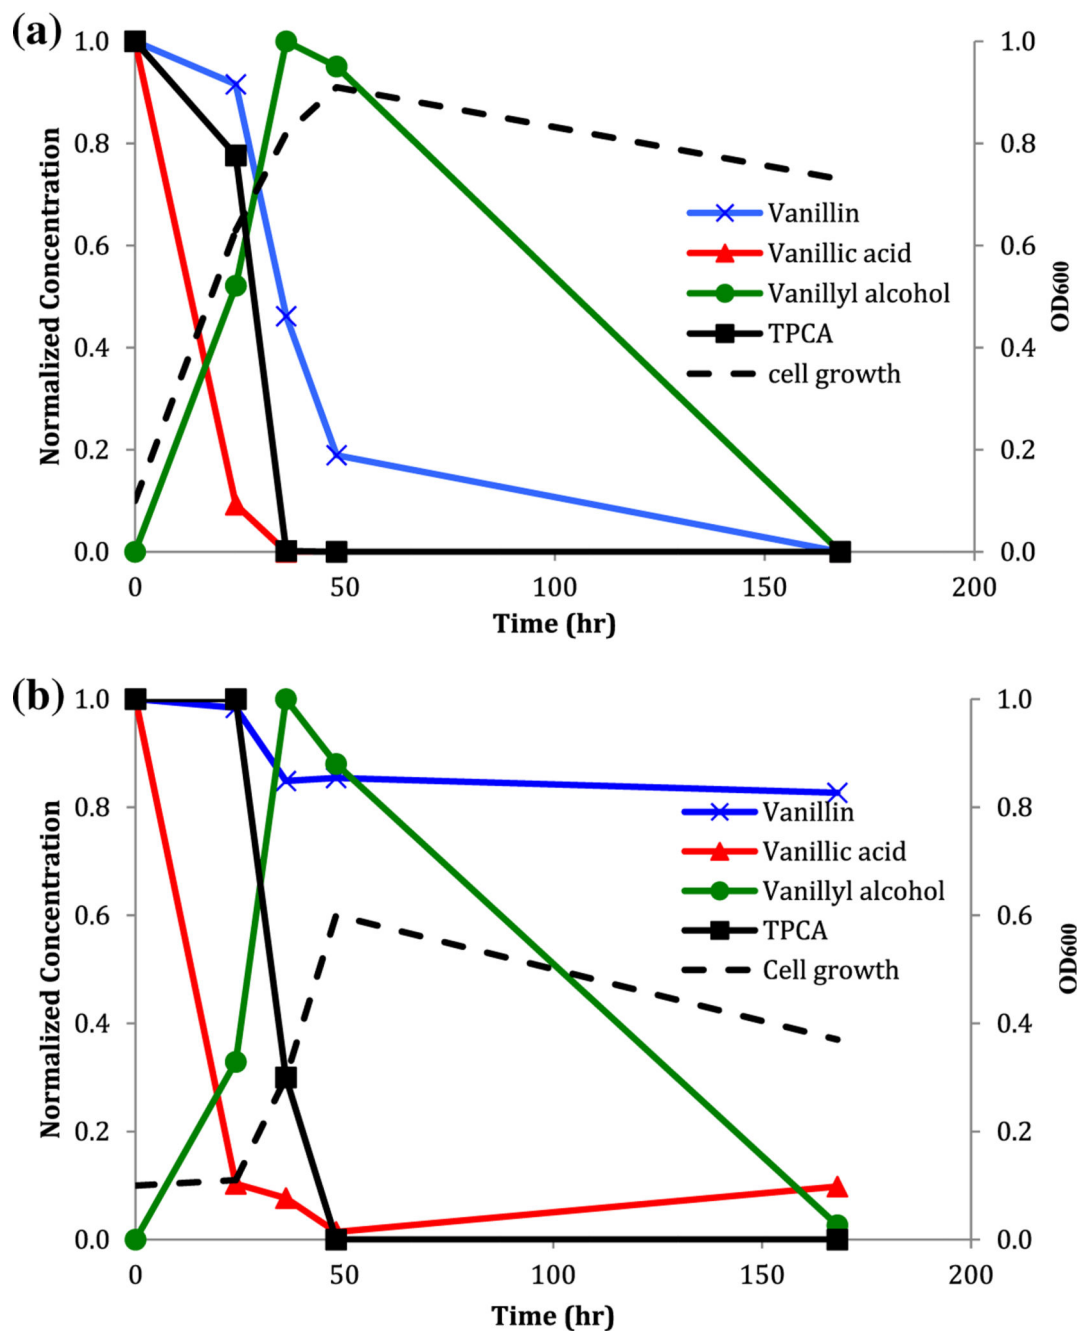 (a)
1.0
0.8
0.6
0.4
0.2
0.0
Normalized Concentration
1.0
0.8
0.6
0.4
0.2
0.0
OD600
Vanillin
Vanillic acid
Vanillyl alcohol
TPCA
cell growth
0 50 100 150 200
Time (hr)
(b)
1.0
0.8
0.6
0.4
0.2
0.0
Normalized Concentration
1.0
0.8
0.6
0.4
0.2
0.0
OD600
Vanillin
Vanillic acid
Vanillyl alcohol
TPCA
Cell growth
0 50 100 150 200
Time (hr)